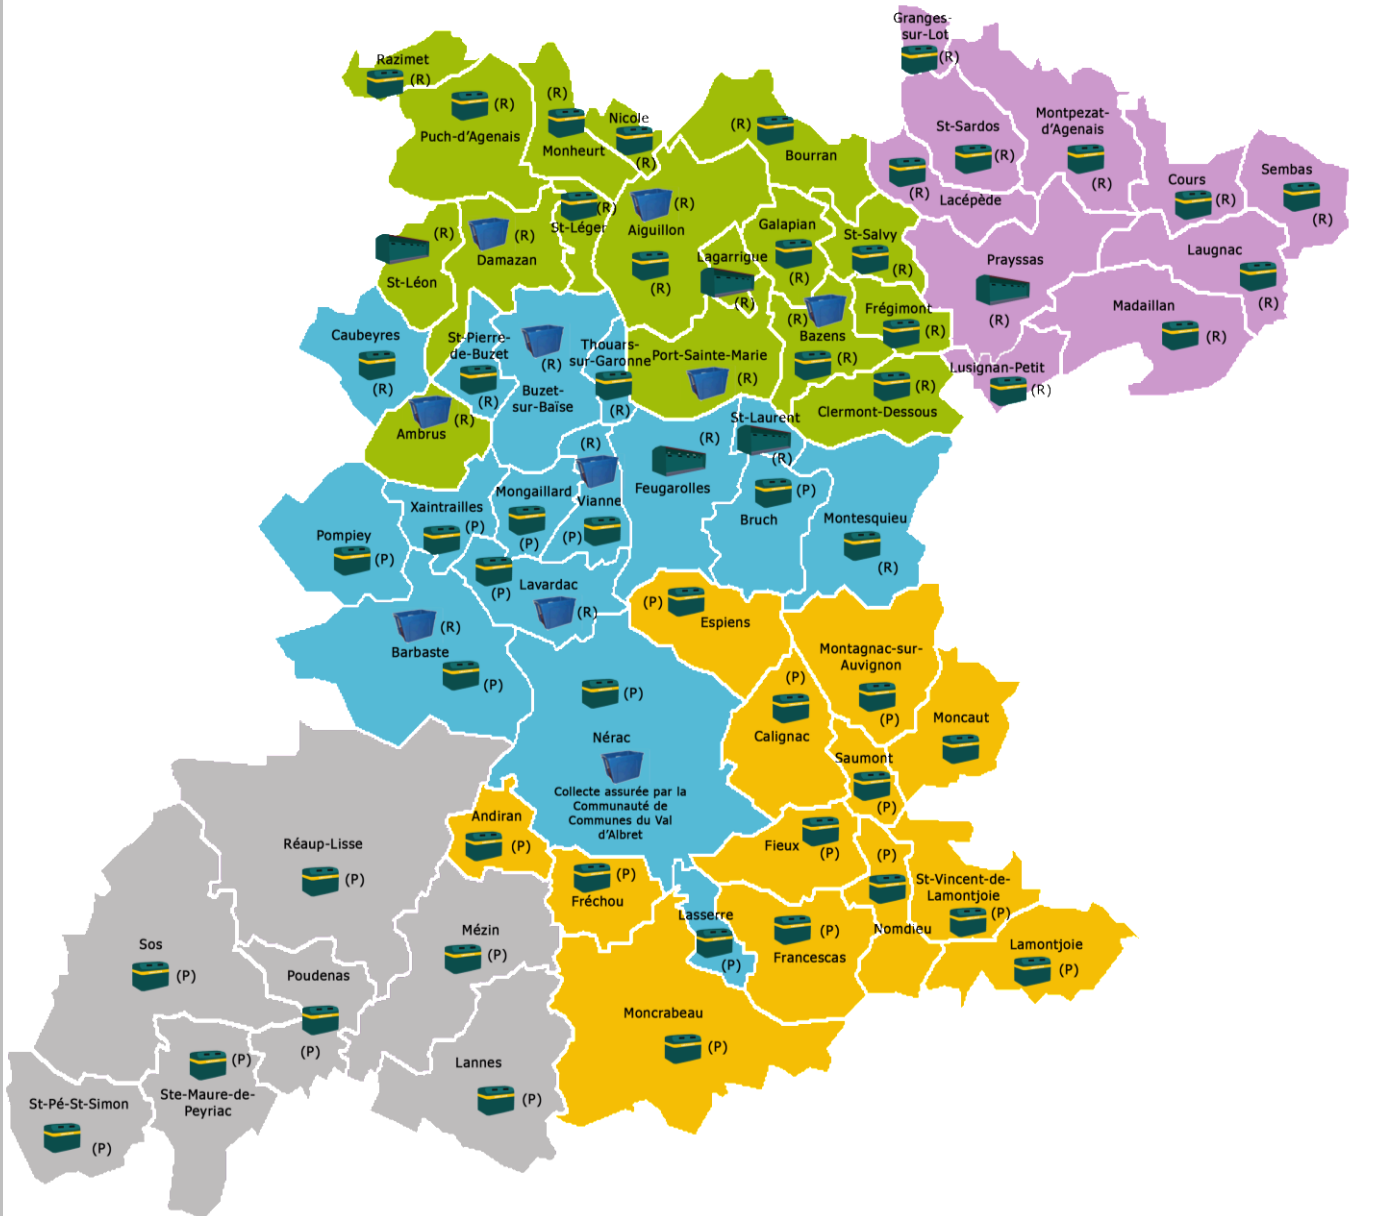 Granges-
sur-Lot
(R)
Razimet
(R)
(R)
Puch-d'Agenais
(R)
Monheurt
Nicole
(R)
(R)
Bourran
St-Sardos
(R)
Montpezat-
d'Agenais
(R)
(R)
Lacépède
Cours
(R)
Sembas
(R)
(R)
St-Léon
(R)
Damazan
(R)
St-Léger
(R)
Aiguillon
(R)
Lagarrigue
(R)
Galapian
(R)
St-Salvy
(R)
Prayssas
(R)
Laugnac
(R)
Madaillan
(R)
Caubeyres
(R)
St-Pierre-
de-Buzet
(R)
(R)
Buzet-
sur-Baïse
Thouars-
sur-Garonne
(R)
Port-Sainte-Marie
(R)
(R)
Bazens
(R)
Frégimont
(R)
Lusignan-Petit
(R)
Clermont-Dessous
(R)
Ambrus
(R)
(R)
Vianne
(P)
(R)
Feugarolles
St-Laurent
(R)
Bruch
(P)
Montesquieu
(R)
Pompiey
(P)
Xaintrailles
(P)
Mongaillard
(P)
(P)
Lavardac
(R)
(R)
Barbaste
(P)
(P)
Espiens
Montagnac-sur-
Auvignon
(P)
(P)
Calignac
Moncaut
Saumont
(P)
(P)
Nérac
Collecte assurée par la
Communauté de
Communes du Val
d'Albret
Andiran
(P)
Fieux
(P)
(P)
Nomdieu
St-Vincent-de-
Lamontjoie
(P)
Réaup-Lisse
(P)
(P)
Fréchou
Lasserre
(P)
(P)
Francescas
Lamontjoie
(P)
Sos
(P)
Mézin
(P)
Poudenas
(P)
Moncrabeau
(P)
(P)
Ste-Maure-de-
Peyriac
Lannes
(P)
St-Pé-St-Simon
(P)